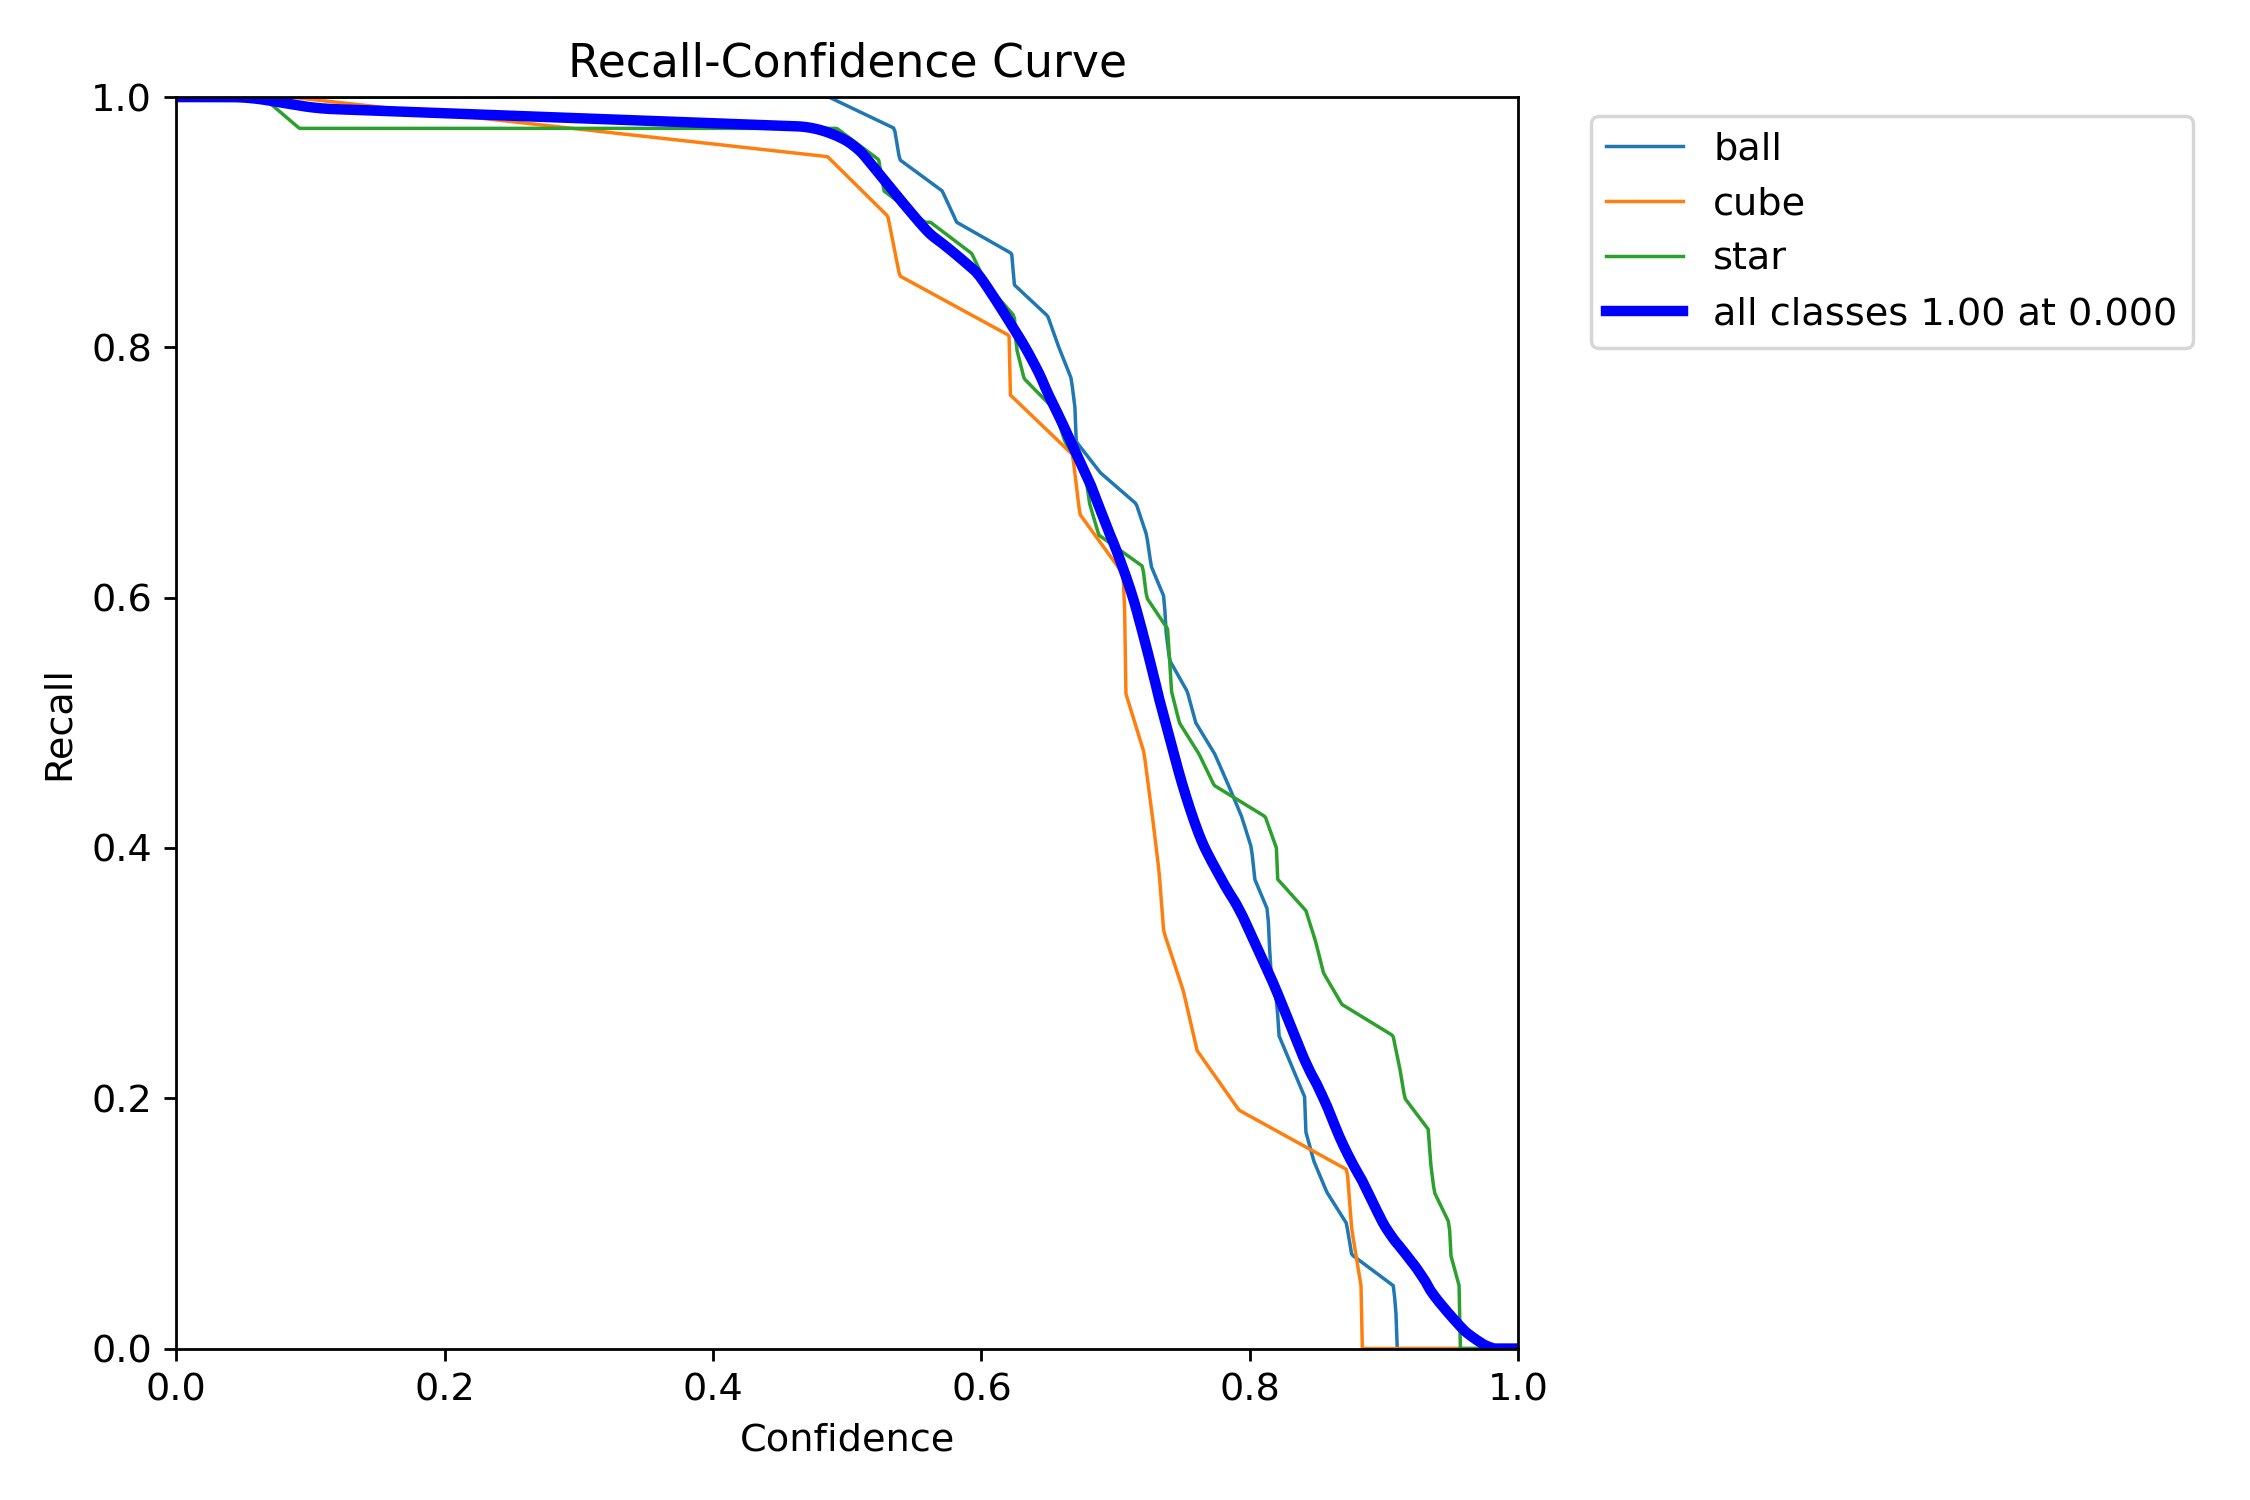 Recall-Confidence Curve
1.0
0.8
0.6
0.4
0.2
0.0
Recall
0.0 0.2 0.4 0.6 0.8 1.0
Confidence
ball
cube
star
all classes 1.00 at 0.000